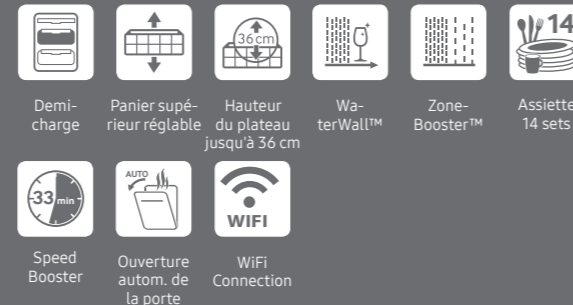 36cm
14
Demi-
charge
Panier supé-
rieur réglable
Hauteur
du plateau
jusqu'à 36 cm
Wa-
terWall™
Zone-
Booster™
Assiette
14 sets
33 min
AUTO
WIFI
Speed
Booster
Ouverture
autom. de
la porte
WiFi
Connection